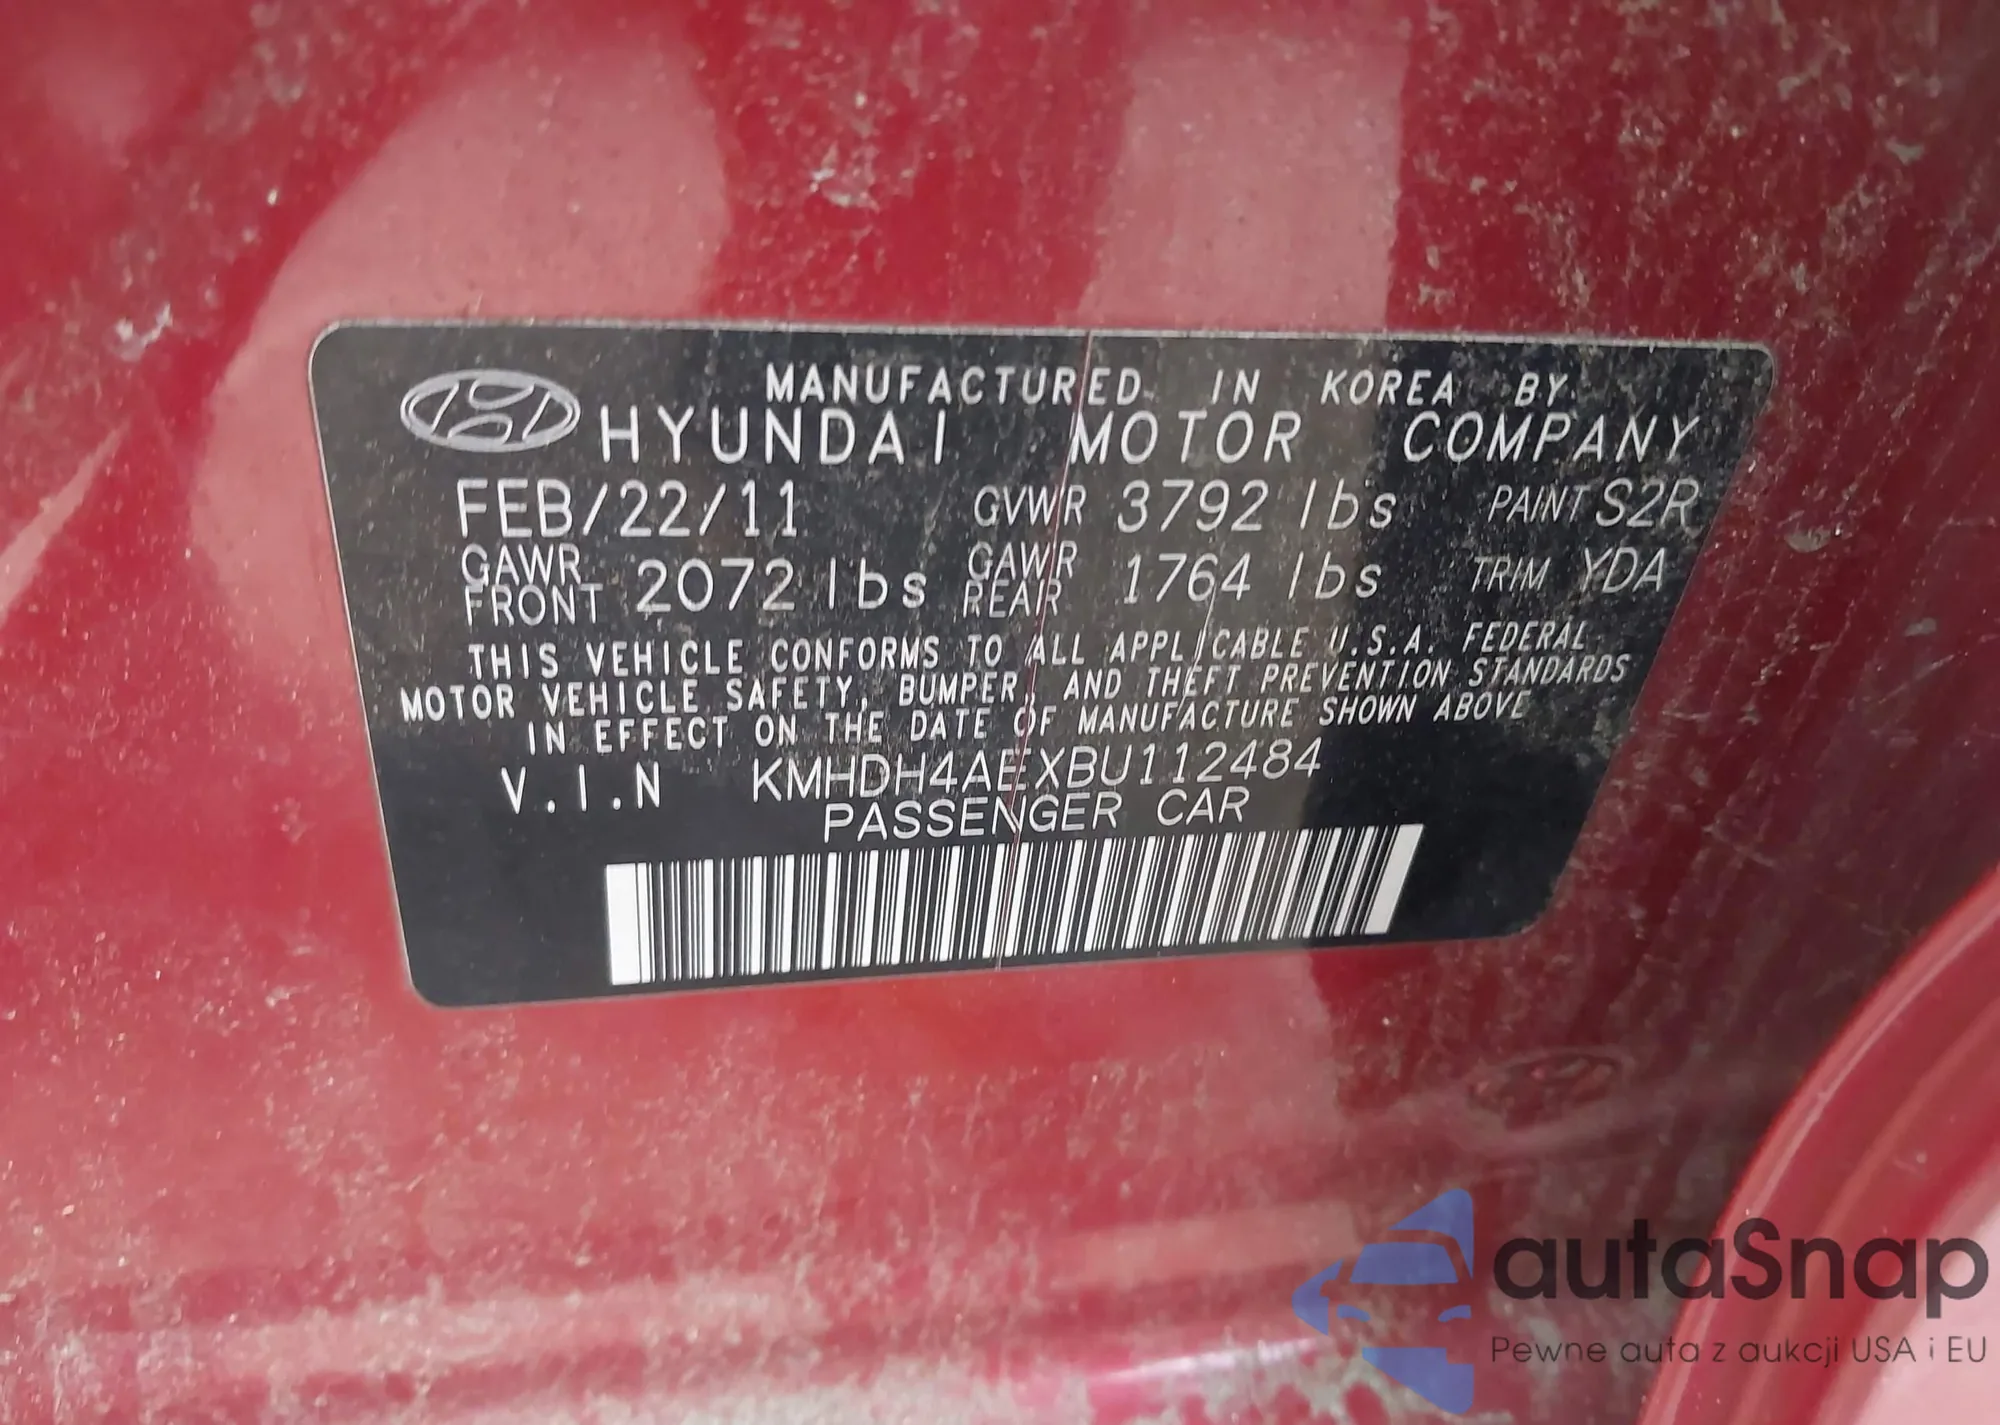 MANUFACTURED IN KOREA BY
HYUNDAI MOTOR COMPANY
FEB/22/11 GVWR 3792 lbs PAINT S2R
GAWR FRONT 2072 lbs GAWR REAR 1764 lbs TRIM YDA
THIS VEHICLE CONFORMS TO ALL APPLICABLE U.S.A. FEDERAL
MOTOR VEHICLE SAFETY, BUMPER, AND THEFT PREVENTION STANDARDS
IN EFFECT ON THE DATE OF MANUFACTURE SHOWN ABOVE
V.I.N KMHDH4AEXBU112484
PASSENGER CAR
autaSnap
Pewne auta z aukcji USA i EU